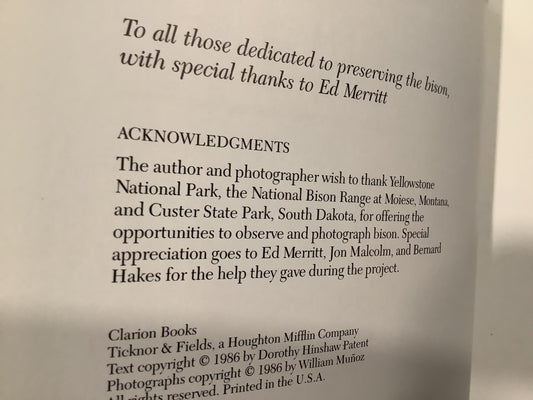 To all those dedicated to preserving the bison,
with special thanks to Ed Merritt
ACKNOWLEDGMENTS
The author and photographer wish to thank Yellowstone
National Park, the National Bison Range at Moiese, Montana,
and Custer State Park, South Dakota, for offering the
opportunities to observe and photograph bison. Special
appreciation goes to Ed Merritt, Jon Malcolm, and Bernard
Hakes for the help they gave during the project.
Clarion Books
Ticknor & Fields, a Houghton Mifflin Company
Text copyright © 1986 by Dorothy Hinshaw Patent
Photographs copyright © 1986 by William Muñoz
All rights reserved. Printed in the U.S.A.